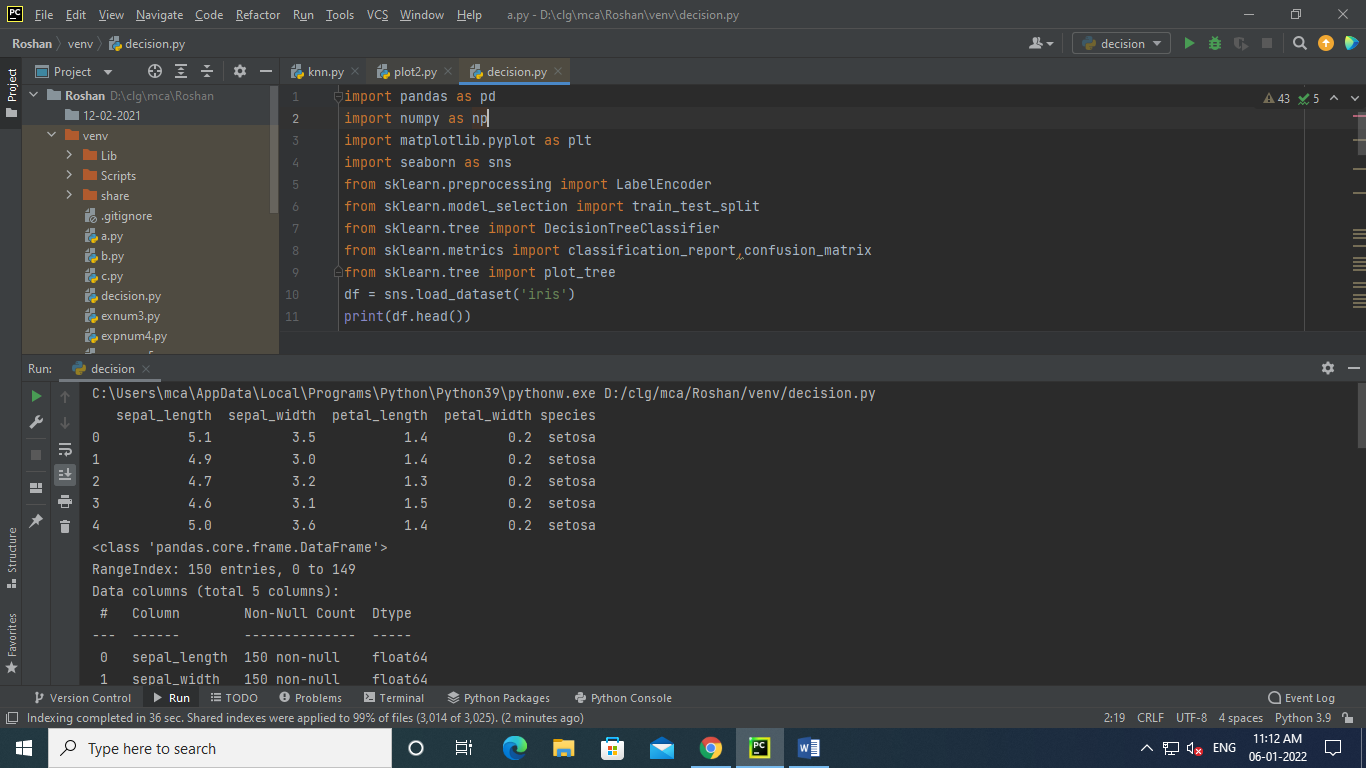 PC File Edit View Navigate Code Refactor Run Tools VCS Window Help a.py - D:\clg\mca\Roshan\venv\decision.py
Roshan venv decision.py decision
Project knn.py plot2.py decision.py
Project
Roshan D:\clg\mca\Roshan
12-02-2021
venv
Lib
Scripts
share
.gitignore
a.py
b.py
c.py
decision.py
exnum3.py
expnum4.py
43 5
1 import pandas as pd
2 import numpy as np
3 import matplotlib.pyplot as plt
4 import seaborn as sns
5 from sklearn.preprocessing import LabelEncoder
6 from sklearn.model_selection import train_test_split
7 from sklearn.tree import DecisionTreeClassifier
8 from sklearn.metrics import classification_report,confusion_matrix
9 from sklearn.tree import plot_tree
10 df = sns.load_dataset('iris')
11 print(df.head())
Run: decision
C:\Users\mca\AppData\Local\Programs\Python\Python39\pythonw.exe D:/clg/mca/Roshan/venv/decision.py
sepal_length sepal_width petal_length petal_width species
0 5.1 3.5 1.4 0.2 setosa
1 4.9 3.0 1.4 0.2 setosa
2 4.7 3.2 1.3 0.2 setosa
3 4.6 3.1 1.5 0.2 setosa
4 5.0 3.6 1.4 0.2 setosa
<class 'pandas.core.frame.DataFrame'>
RangeIndex: 150 entries, 0 to 149
Data columns (total 5 columns):
# Column Non-Null Count Dtype
--- ------ -------------- -----
0 sepal_length 150 non-null float64
1 sepal_width 150 non-null float64
Structure
Favorites
Version Control Run TODO Problems Terminal Python Packages Python Console Event Log
Indexing completed in 36 sec. Shared indexes were applied to 99% of files (3,014 of 3,025). (2 minutes ago) 2:19 CRLF UTF-8 4 spaces Python 3.9
Type here to search PC W ENG 11:12 AM
06-01-2022